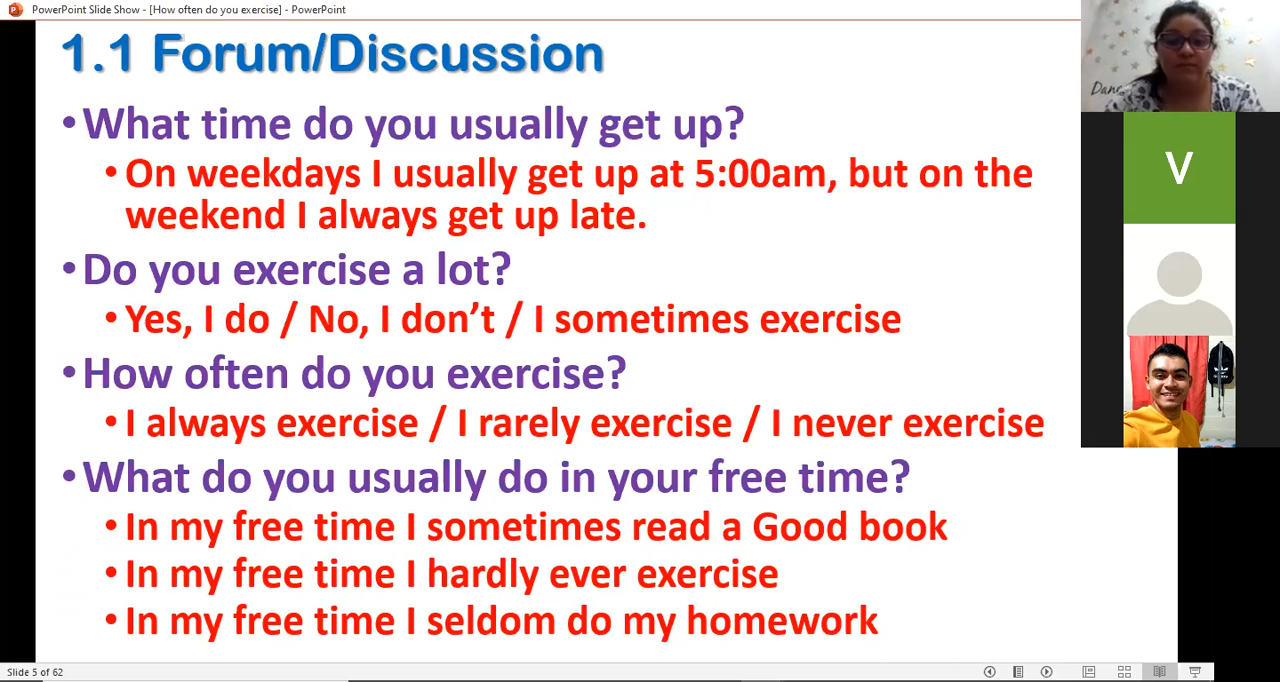 PowerPoint Slide Show - [How often do you exercise] - PowerPoint
1.1 Forum/Discussion
• What time do you usually get up?
• On weekdays I usually get up at 5:00am, but on the
weekend I always get up late.
• Do you exercise a lot?
• Yes, I do / No, I don’t / I sometimes exercise
• How often do you exercise?
• I always exercise / I rarely exercise / I never exercise
• What do you usually do in your free time?
• In my free time I sometimes read a Good book
• In my free time I hardly ever exercise
• In my free time I seldom do my homework
Slide 5 of 62
V